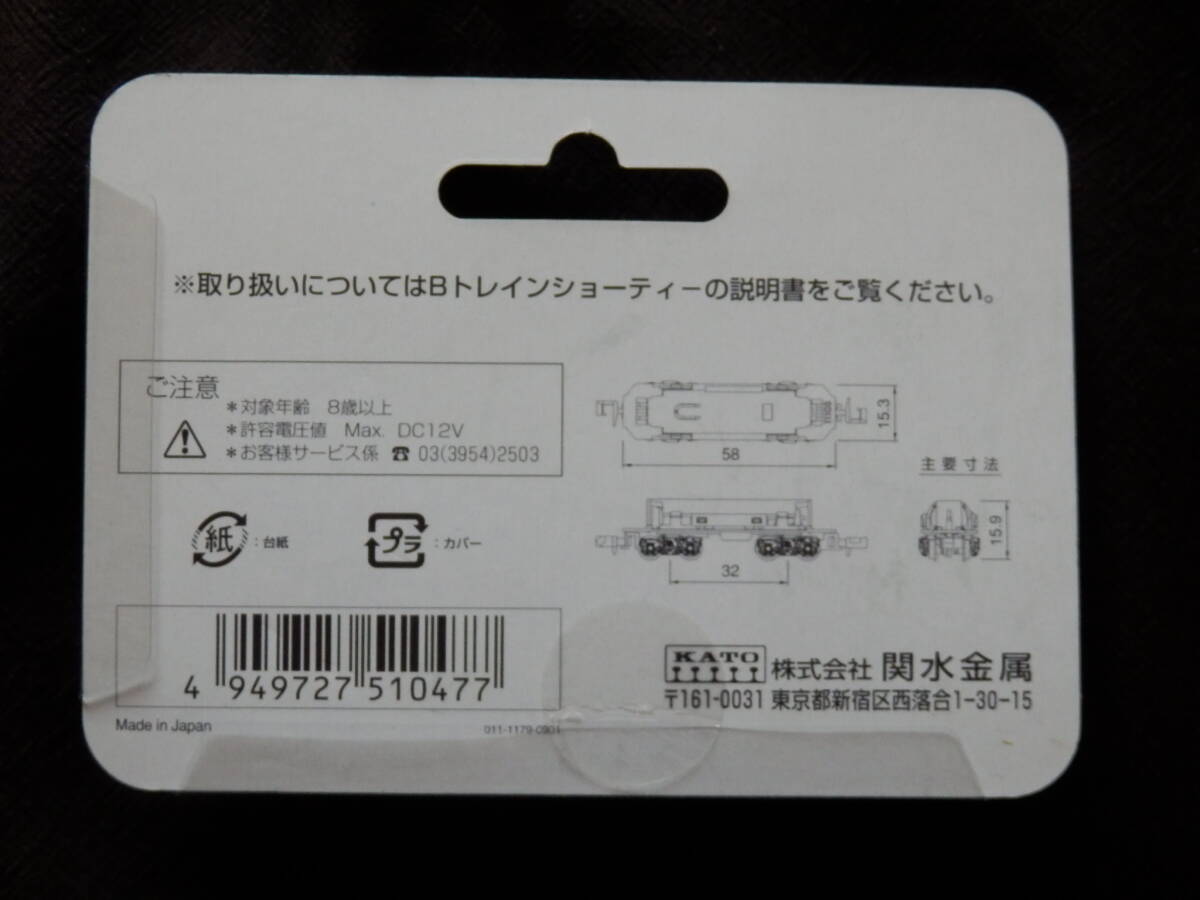 ※取り扱いについてはBトレインショーティーの説明書をご覧ください。
ご注意
*対象年齢 8歳以上
*許容電圧値 Max. DC12V
*お客様サービス係 ☎ 03(3954)2503
紙:台紙
プラ:カバー
15.3
58
主要寸法
15.9
32
4 949727 510477
Made in Japan
011-1179-0901
KATO 株式会社 関水金属
〒161-0031 東京都新宿区西落合1-30-15